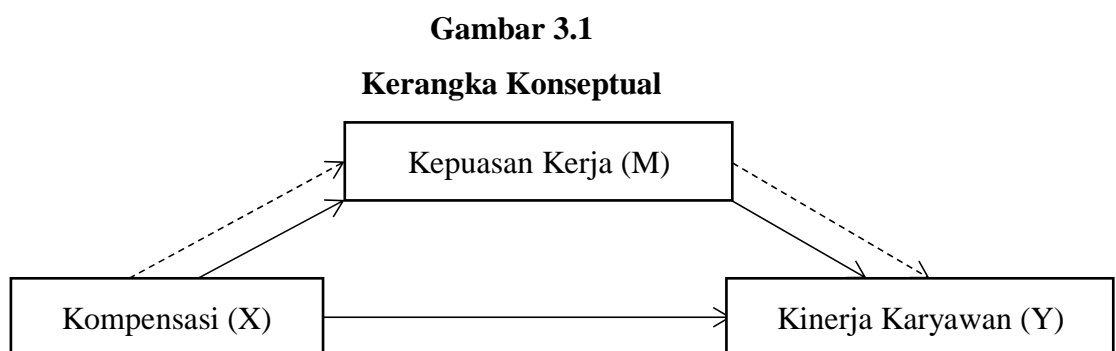 Gambar 3.1
Kerangka Konseptual
Kepuasan Kerja (M)
Kompensasi (X)
Kinerja Karyawan (Y)